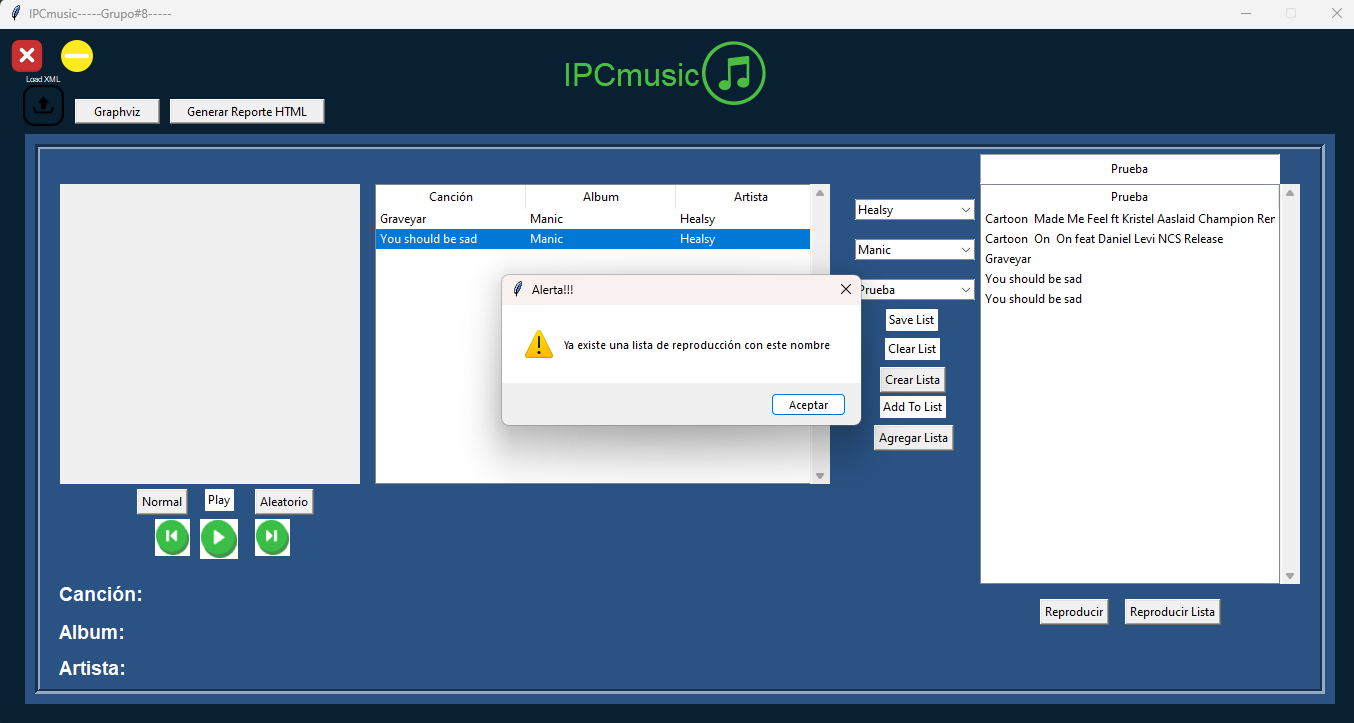 IPCmusic-----Grupo#8-----
Load XML
IPCmusic
Graphviz
Generar Reporte HTML
Prueba
Canción Album Artista
Graveyar Manic Healsy
You should be sad Manic Healsy
Healsy
Manic
Prueba
Save List
Clear List
Crear Lista
Add To List
Agregar Lista
Prueba
Cartoon Made Me Feel ft Kristel Aaslaid Champion Rer
Cartoon On On feat Daniel Levi NCS Release
Graveyar
You should be sad
You should be sad
Alerta!!!
Ya existe una lista de reproducción con este nombre
Aceptar
Normal
Play
Aleatorio
Reproducir
Reproducir Lista
Canción:
Album:
Artista: